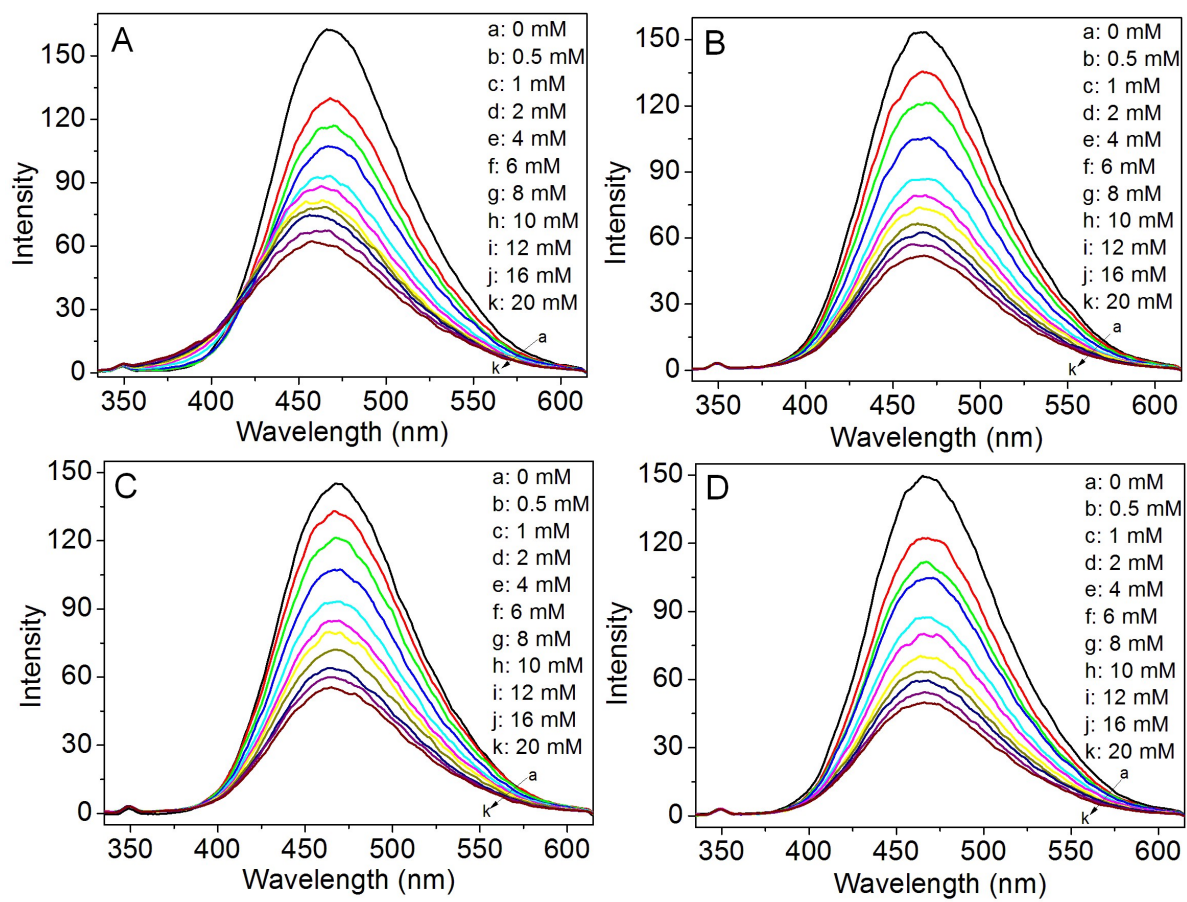 A
a: 0 mM
b: 0.5 mM
c: 1 mM
d: 2 mM
e: 4 mM
f: 6 mM
g: 8 mM
h: 10 mM
i: 12 mM
j: 16 mM
k: 20 mM
a
k
150
120
90
60
30
0
Intensity
350 400 450 500 550 600
Wavelength (nm)
B
a: 0 mM
b: 0.5 mM
c: 1 mM
d: 2 mM
e: 4 mM
f: 6 mM
g: 8 mM
h: 10 mM
i: 12 mM
j: 16 mM
k: 20 mM
a
k
150
120
90
60
30
0
Intensity
350 400 450 500 550 600
Wavelength (nm)
C
a: 0 mM
b: 0.5 mM
c: 1 mM
d: 2 mM
e: 4 mM
f: 6 mM
g: 8 mM
h: 10 mM
i: 12 mM
j: 16 mM
k: 20 mM
a
k
150
120
90
60
30
0
Intensity
350 400 450 500 550 600
Wavelength (nm)
D
a: 0 mM
b: 0.5 mM
c: 1 mM
d: 2 mM
e: 4 mM
f: 6 mM
g: 8 mM
h: 10 mM
i: 12 mM
j: 16 mM
k: 20 mM
a
k
150
120
90
60
30
0
Intensity
350 400 450 500 550 600
Wavelength (nm)